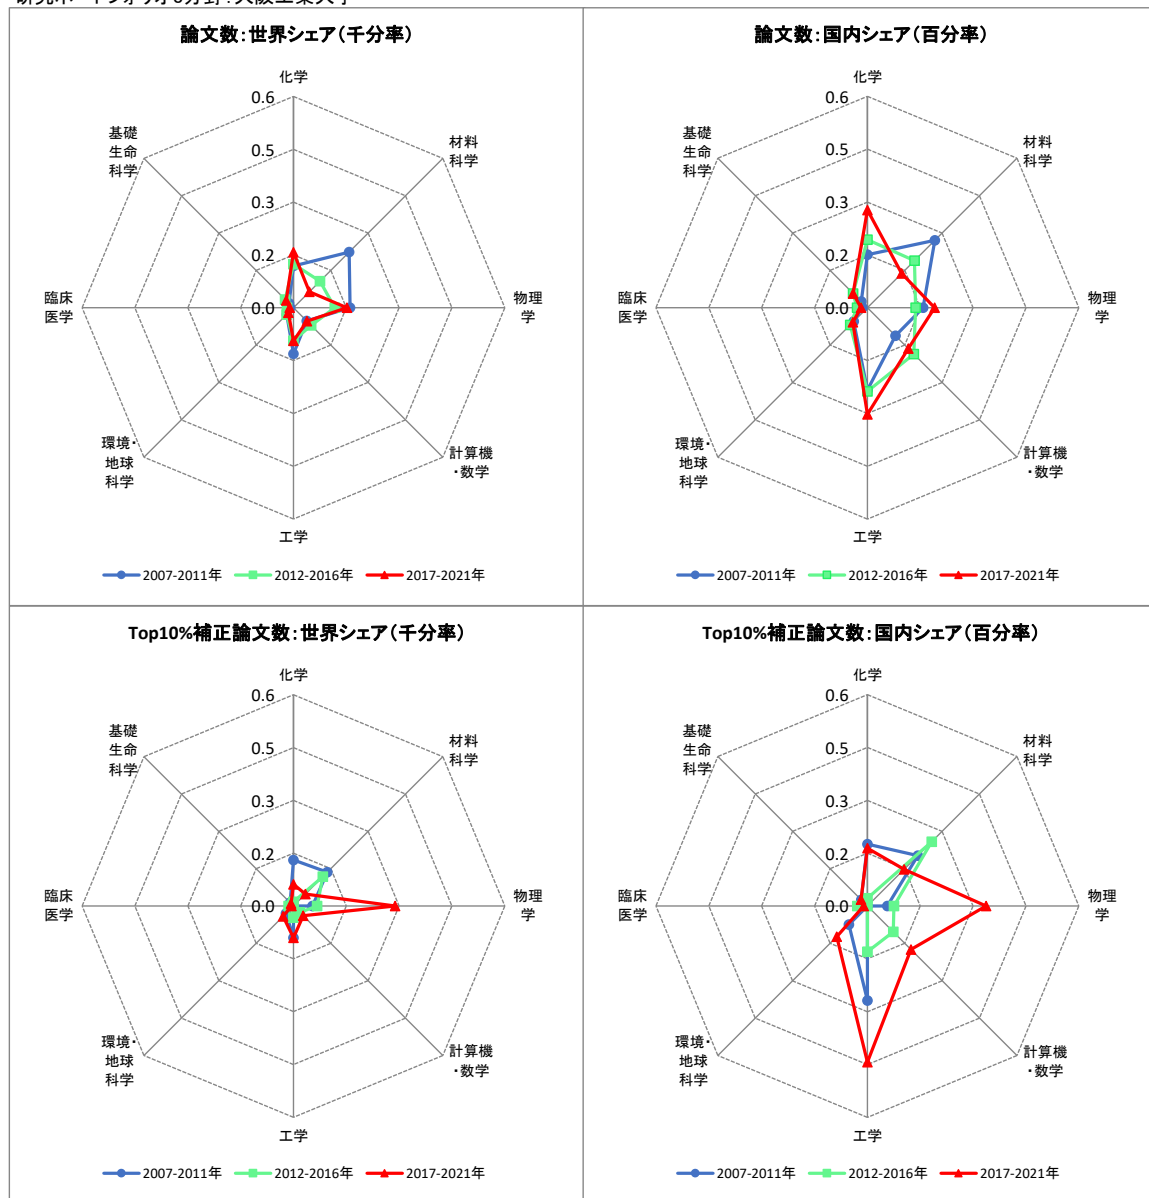 論文数：世界シェア（千分率）
化学
0.6
0.5
0.3
0.2
0.0
材料
科学
物理
学
計算機
・数学
工学
環境・
地球
科学
臨床
医学
基礎
生命
科学
2007-2011年 2012-2016年 2017-2021年
論文数：国内シェア（百分率）
化学
0.6
0.5
0.3
0.2
0.0
材料
科学
物理
学
計算機
・数学
工学
環境・
地球
科学
臨床
医学
基礎
生命
科学
2007-2011年 2012-2016年 2017-2021年
Top10%補正論文数：世界シェア（千分率）
化学
0.6
0.5
0.3
0.2
0.0
材料
科学
物理
学
計算機
・数学
工学
環境・
地球
科学
臨床
医学
基礎
生命
科学
2007-2011年 2012-2016年 2017-2021年
Top10%補正論文数：国内シェア（百分率）
化学
0.6
0.5
0.3
0.2
0.0
材料
科学
物理
学
計算機
・数学
工学
環境・
地球
科学
臨床
医学
基礎
生命
科学
2007-2011年 2012-2016年 2017-2021年